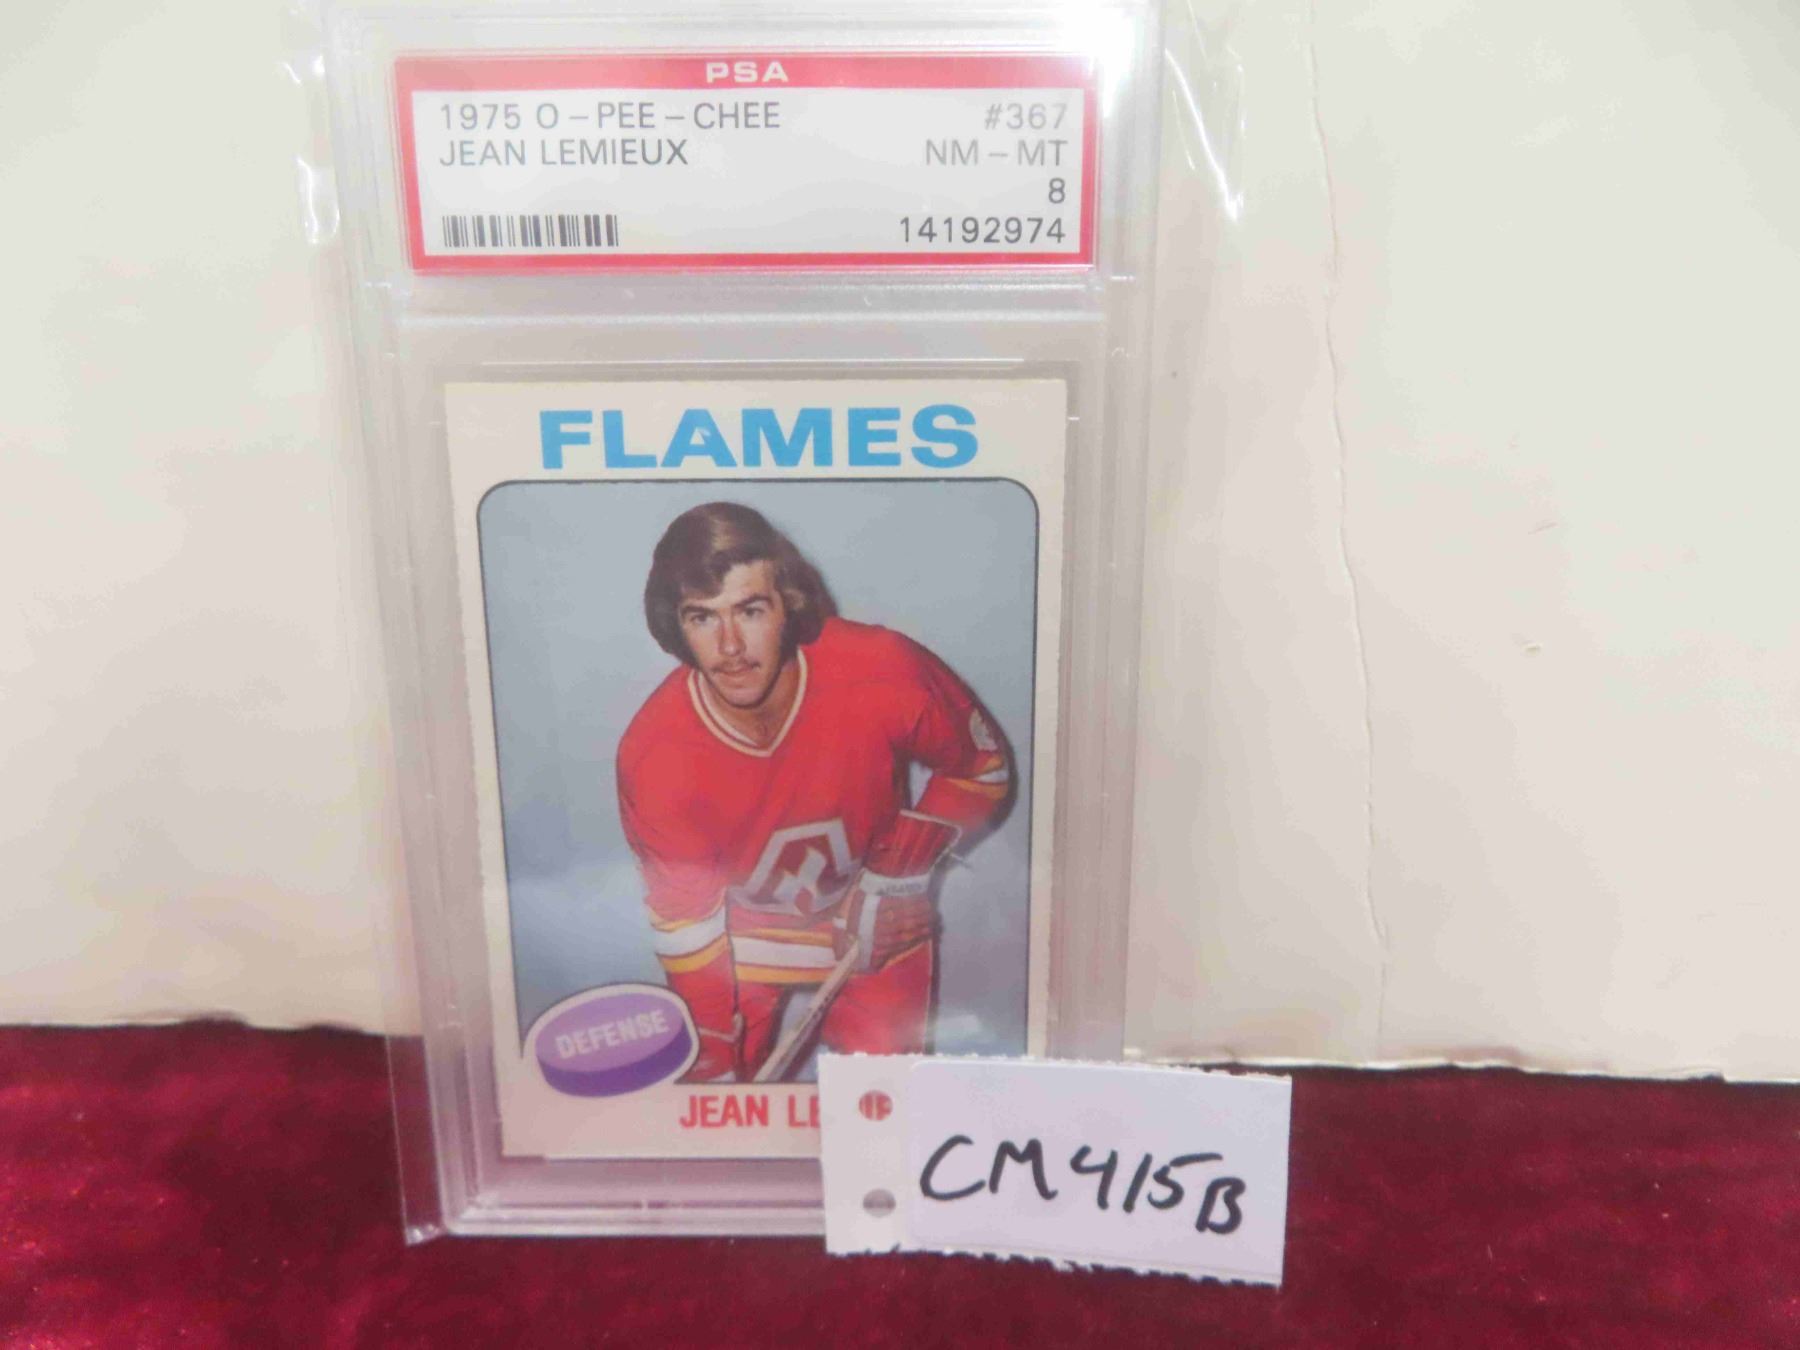 PSA
1975 O-PEE-CHEE #367
JEAN LEMIEUX NM-MT
8
14192974
FLAMES
DEFENSE
JEAN LE
CM415B